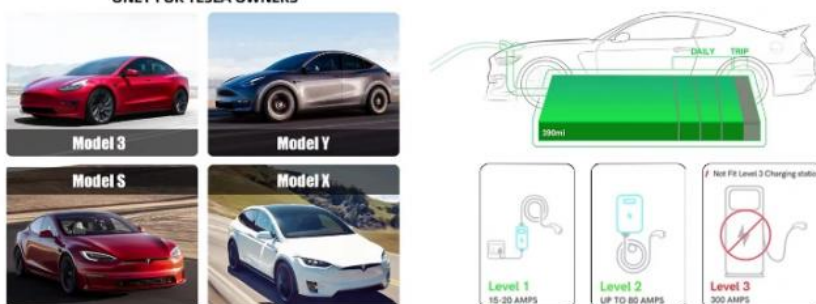 ONLY FOR TESLA OWNERS
Model 3
Model Y
Model S
Model X
DAILY
TRIP
390mi
Level 1
15-20 AMPS
Level 2
UP TO 80 AMPS
Not Fit Level 3 Charging station
Level 3
300 AMPS